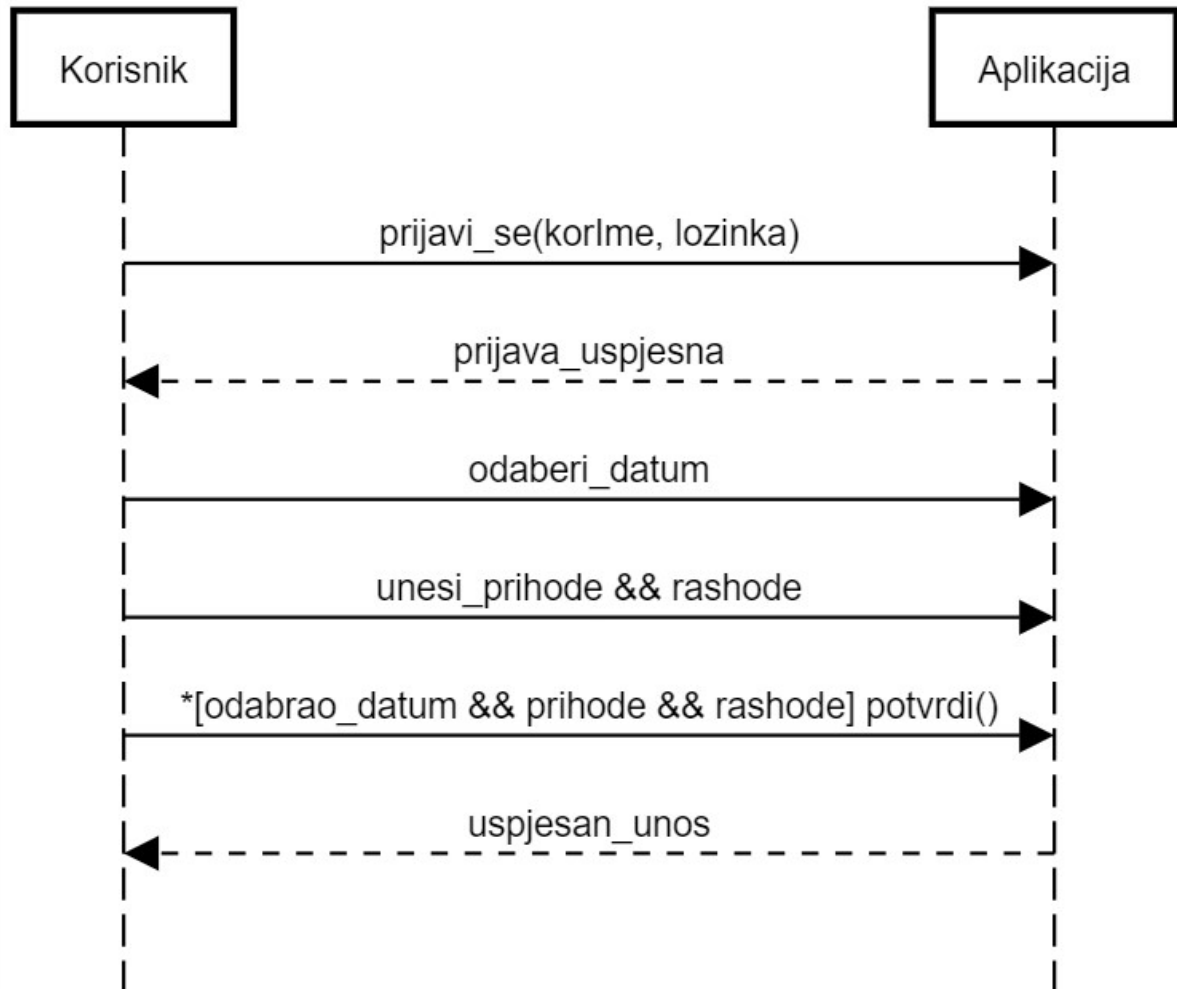 Korisnik
Aplikacija
prijavi_se(korIme, lozinka)
prijava_uspjesna
odaberi_datum
unesi_prihode && rashode
*[odabrao_datum && prihode && rashode] potvrdi()
uspjesan_unos